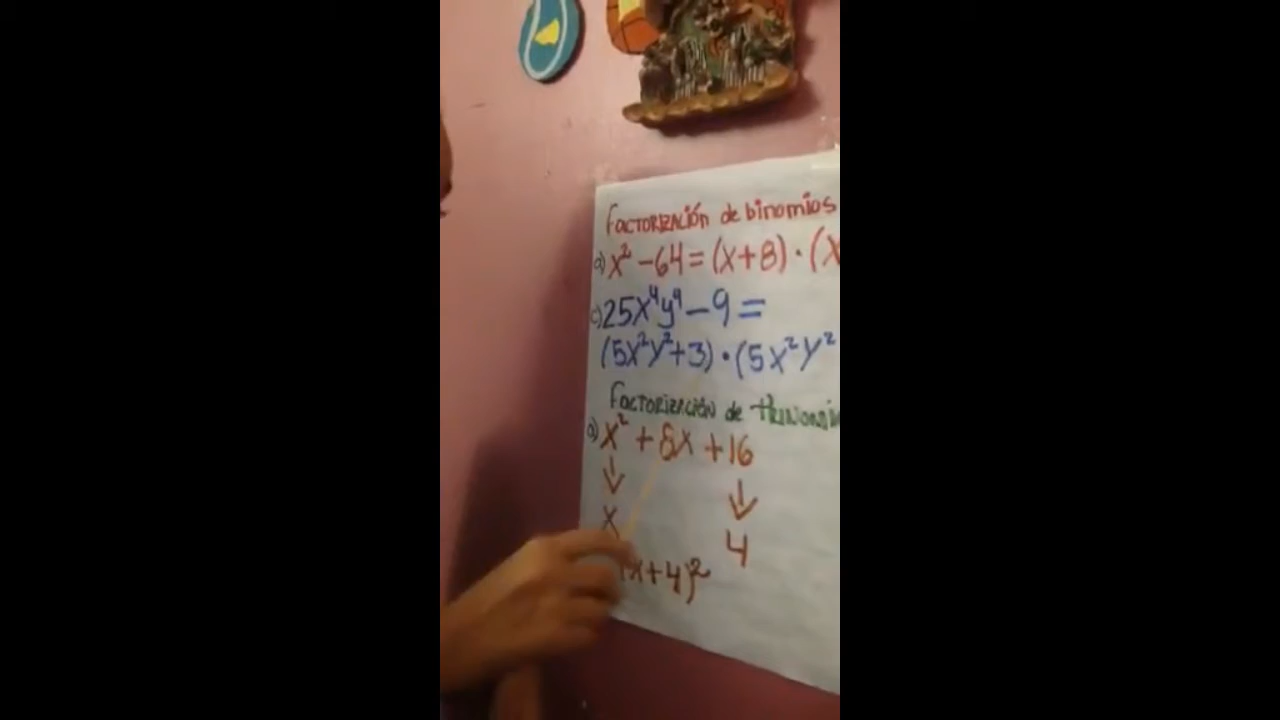 Factorización de binomios
a) x² - 64 = (x+8) · (x
c) 25x⁴y⁴ - 9 =
(5x²y²+3) · (5x²y²
Factorización de trinomi
a) x² + 8x + 16
↓ ↓
x 4
(x+4)²